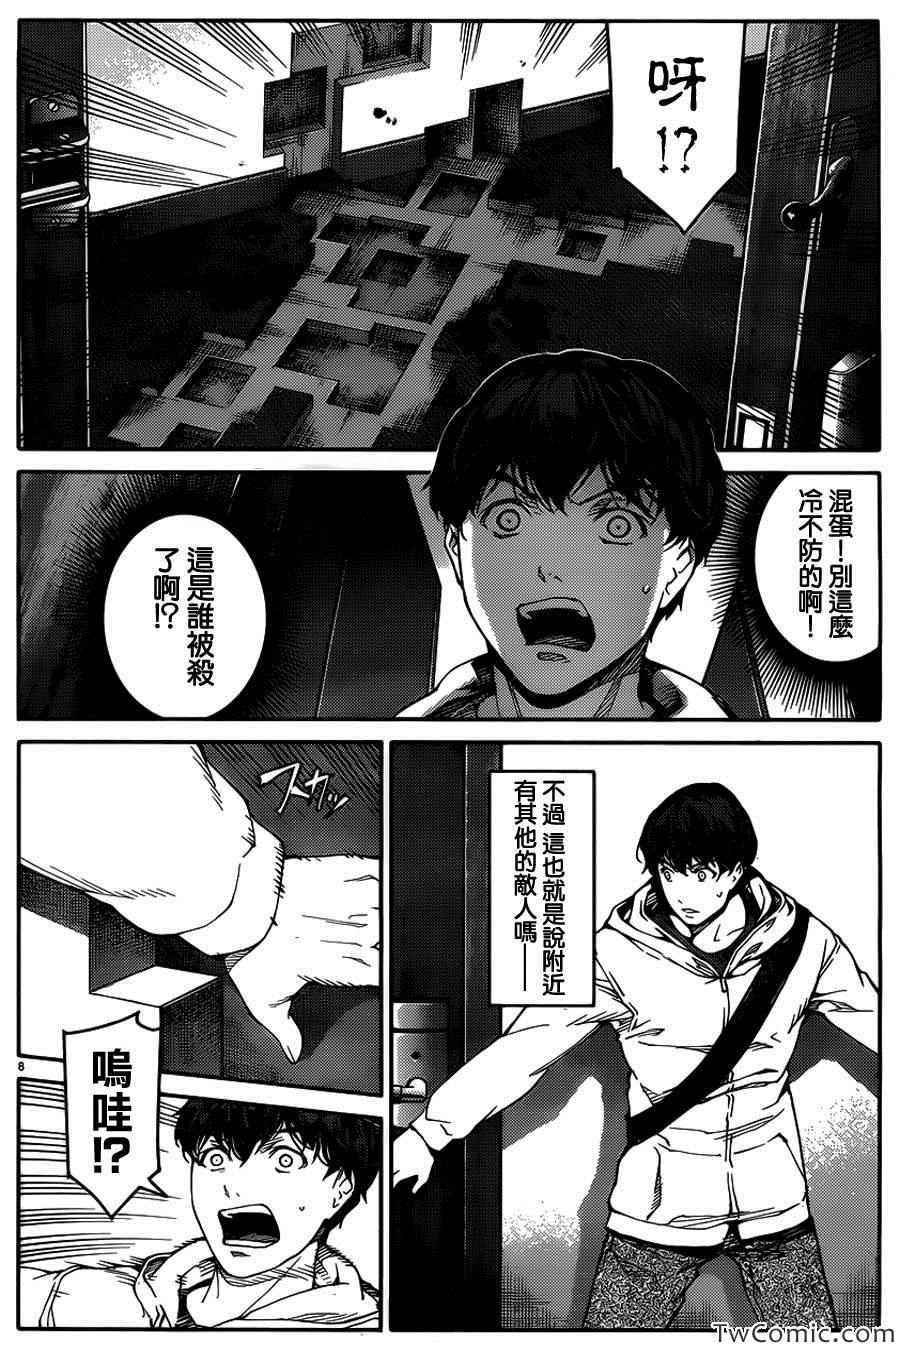 呀
!?
混蛋！別這麼
冷不防的啊！
這是誰被殺
了啊!?
不過 這也就是說附近
有其他的敵人嗎——
ズカッ
嗚哇!?
8
TwComic.com